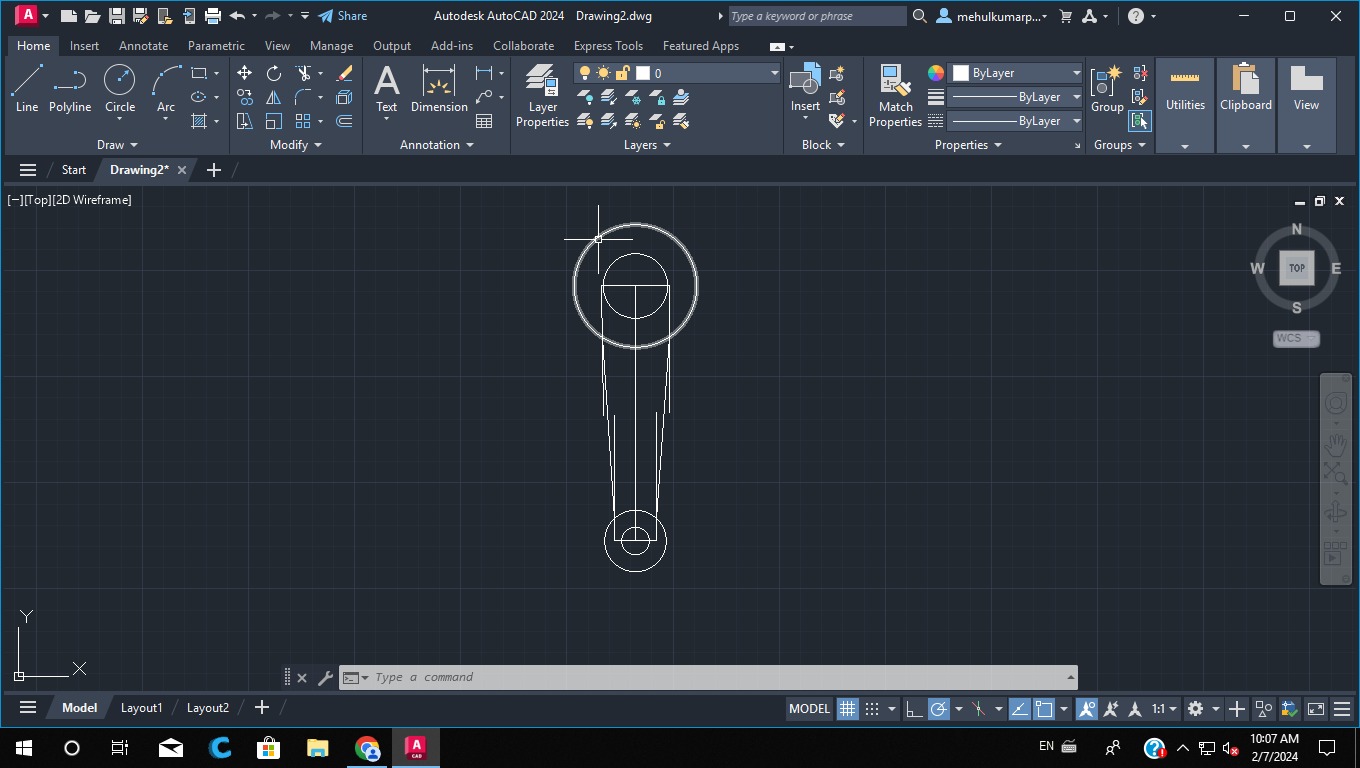 A CAD Share Autodesk AutoCAD 2024 Drawing2.dwg Type a keyword or phrase mehulkumarp...
Home Insert Annotate Parametric View Manage Output Add-ins Collaborate Express Tools Featured Apps
Line Polyline Circle Arc
Text Dimension
Layer Properties
0
Insert
Match Properties
ByLayer
ByLayer
ByLayer
Group
Utilities
Clipboard
View
Draw Modify Annotation Layers Block Properties Groups
Start Drawing2*
[−][Top][2D Wireframe]
N
W TOP E
S
WCS
Y
X
Type a command
Model Layout1 Layout2 MODEL 1:1
EN
10:07 AM
2/7/2024